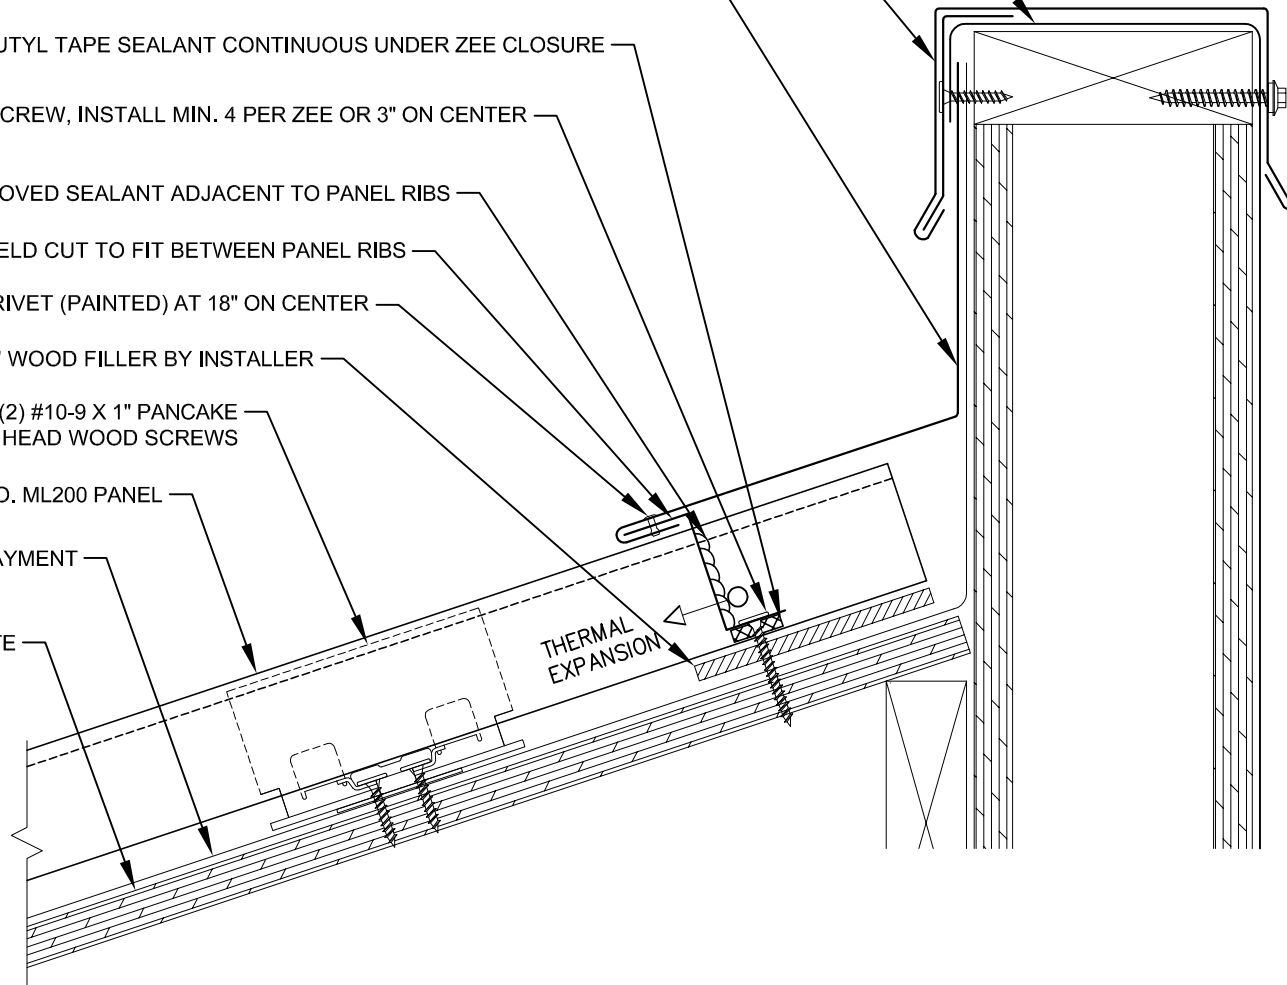 UTYL TAPE SEALANT CONTINUOUS UNDER ZEE CLOSURE
CREW, INSTALL MIN. 4 PER ZEE OR 3" ON CENTER
OVED SEALANT ADJACENT TO PANEL RIBS
ELD CUT TO FIT BETWEEN PANEL RIBS
RIVET (PAINTED) AT 18" ON CENTER
" WOOD FILLER BY INSTALLER
(2) #10-9 X 1" PANCAKE
HEAD WOOD SCREWS
O. ML200 PANEL
AYMENT
TE
THERMAL
EXPANSION